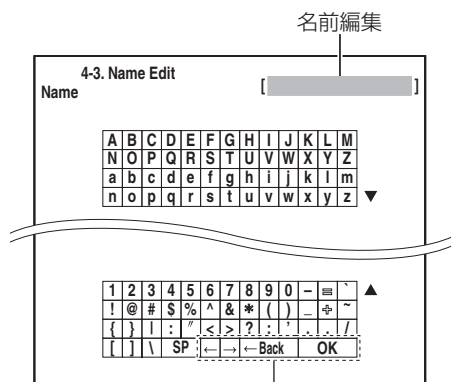 名前編集
4-3. Name Edit
Name [ ]
A B C D E F G H I J K L M
N O P Q R S T U V W X Y Z
a b c d e f g h i j k l m
n o p q r s t u v w x y z ▼
1 2 3 4 5 6 7 8 9 0 – = ` ▲
! @ # $ % ^ & * ( ) _ + ~
{ } | : " < > ? ; ' , . /
[ ] \ SP ← → ←Back OK